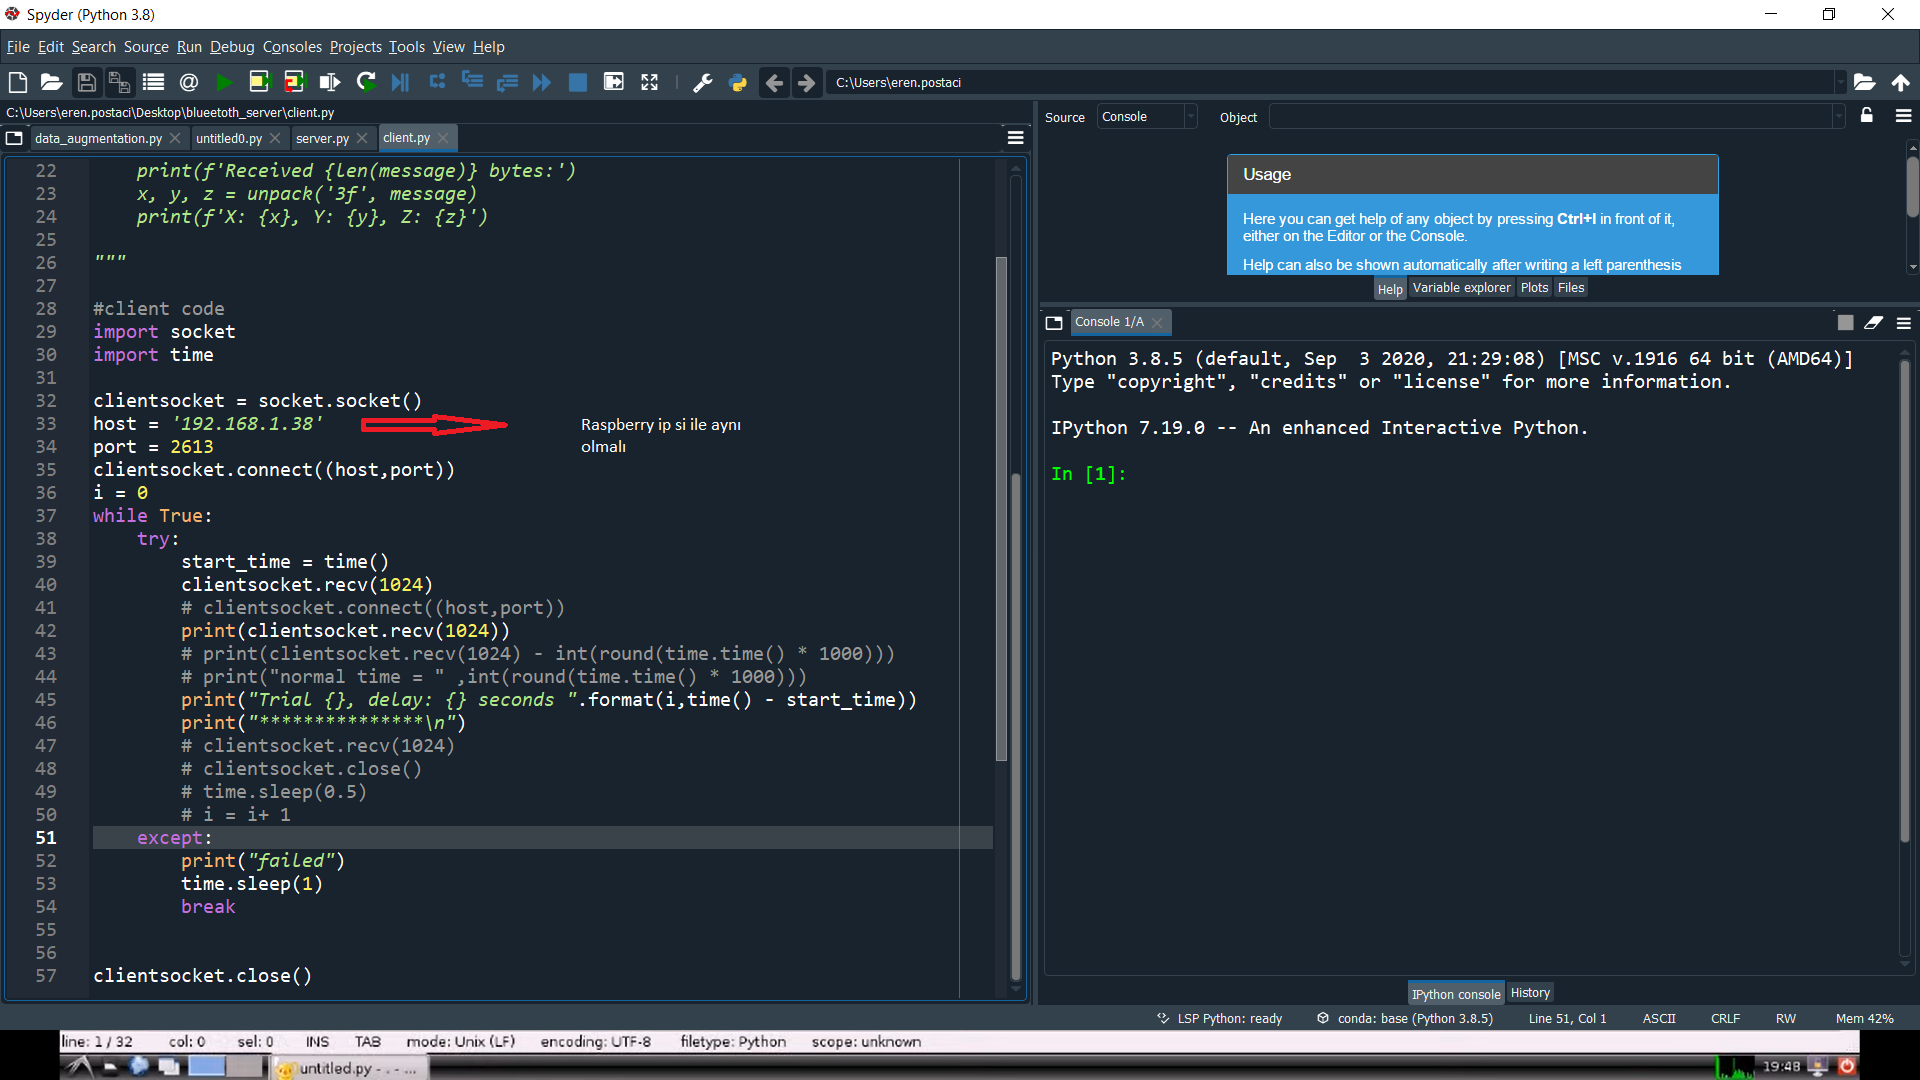 Spyder (Python 3.8)
File Edit Search Source Run Debug Consoles Projects Tools View Help
C:\Users\eren.postaci
C:\Users\eren.postaci\Desktop\blueetoth_server\client.py
data_augmentation.py untitled0.py server.py client.py
22 print(f'Received {len(message)} bytes:')
23 x, y, z = unpack('3f', message)
24 print(f'X: {x}, Y: {y}, Z: {z}')
25
26 """
27
28 #client code
29 import socket
30 import time
31
32 clientsocket = socket.socket()
33 host = '192.168.1.38'
34 port = 2613
35 clientsocket.connect((host,port))
36 i = 0
37 while True:
38 try:
39 start_time = time()
40 clientsocket.recv(1024)
41 # clientsocket.connect((host,port))
42 print(clientsocket.recv(1024))
43 # print(clientsocket.recv(1024) - int(round(time.time() * 1000)))
44 # print("normal time = " ,int(round(time.time() * 1000)))
45 print("Trial {}, delay: {} seconds ".format(i,time() - start_time))
46 print("***************\n")
47 # clientsocket.recv(1024)
48 # clientsocket.close()
49 # time.sleep(0.5)
50 # i = i+ 1
51 except:
52 print("failed")
53 time.sleep(1)
54 break
55
56
57 clientsocket.close()
Raspberry ip si ile aynı
olmalı
Source Console Object
Usage
Here you can get help of any object by pressing Ctrl+I in front of it,
either on the Editor or the Console.
Help can also be shown automatically after writing a left parenthesis
Help Variable explorer Plots Files
Console 1/A
Python 3.8.5 (default, Sep  3 2020, 21:29:08) [MSC v.1916 64 bit (AMD64)]
Type "copyright", "credits" or "license" for more information.
IPython 7.19.0 -- An enhanced Interactive Python.
In [1]:
IPython console History
LSP Python: ready conda: base (Python 3.8.5) Line 51, Col 1 ASCII CRLF RW Mem 42%
line: 1 / 32 col: 0 sel: 0 INS TAB mode: Unix (LF) encoding: UTF-8 filetype: Python scope: unknown
untitled.py - . - ... 19:48